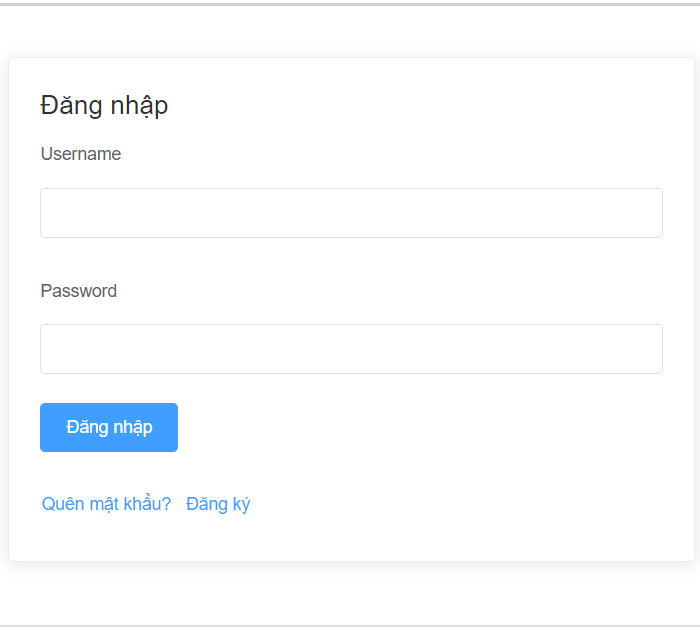 Đăng nhập
Username
Password
Đăng nhập
Quên mật khẩu? Đăng ký